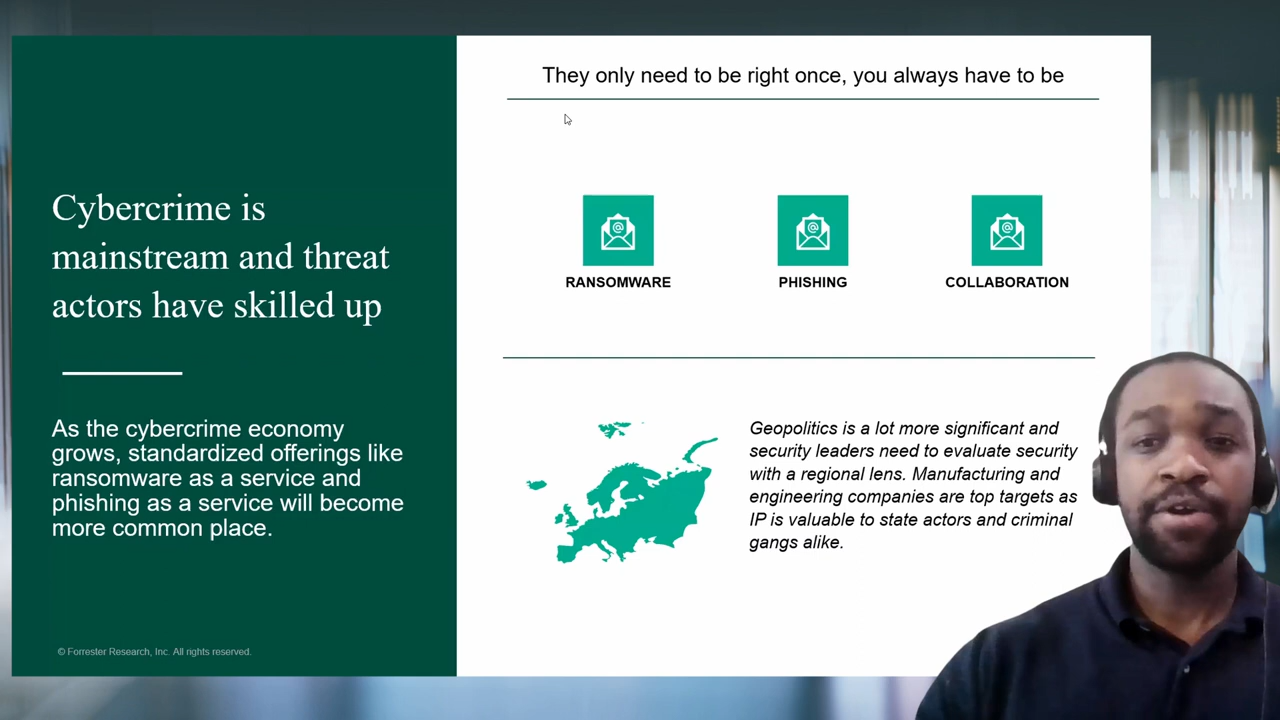 Cybercrime is
mainstream and threat
actors have skilled up
As the cybercrime economy
grows, standardized offerings like
ransomware as a service and
phishing as a service will become
more common place.
© Forrester Research, Inc. All rights reserved.
They only need to be right once, you always have to be
RANSOMWARE
PHISHING
COLLABORATION
Geopolitics is a lot more significant and
security leaders need to evaluate security
with a regional lens. Manufacturing and
engineering companies are top targets as
IP is valuable to state actors and criminal
gangs alike.